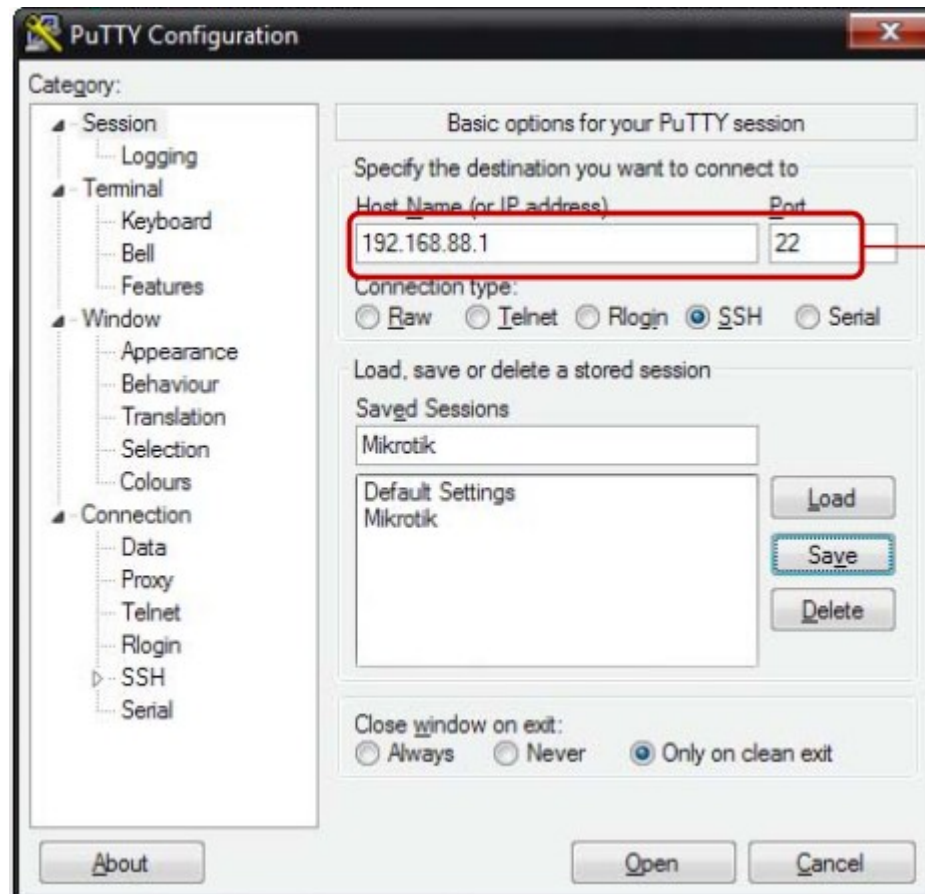 PuTTY Configuration
Category:
Session
Logging
Terminal
Keyboard
Bell
Features
Window
Appearance
Behaviour
Translation
Selection
Colours
Connection
Data
Proxy
Telnet
Rlogin
SSH
Serial
Basic options for your PuTTY session
Specify the destination you want to connect to
Host Name (or IP address) Port
192.168.88.1 22
Connection type:
Raw Telnet Rlogin SSH Serial
Load, save or delete a stored session
Saved Sessions
Mikrotik
Default Settings
Mikrotik
Load
Save
Delete
Close window on exit:
Always Never Only on clean exit
About Open Cancel